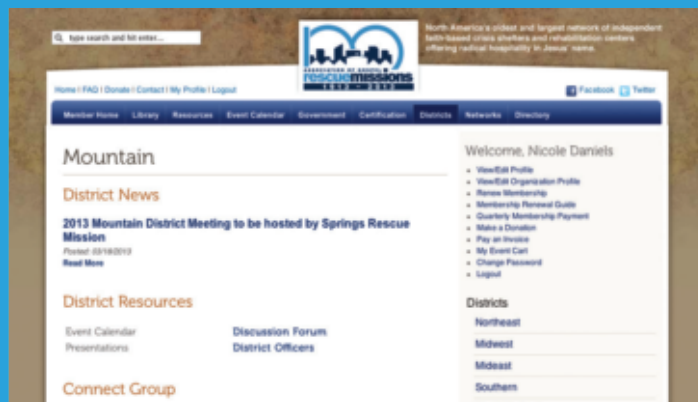 type search and hit enter...
ASSOCIATION OF GOSPEL
rescuemissions
1913 - 2013
North America's oldest and largest network of independent
faith-based crisis shelters and rehabilitation centers
offering radical hospitality in Jesus' name.
Home | FAQ | Donate | Contact | My Profile | Logout
Facebook Twitter
Member Home Library Resources Event Calendar Government Certification Districts Networks Directory
Mountain
District News
2013 Mountain District Meeting to be hosted by Springs Rescue
Mission
Posted: 03/18/2013
Read More
District Resources
Event Calendar Discussion Forum
Presentations District Officers
Connect Group
Welcome, Nicole Daniels
View/Edit Profile
View/Edit Organization Profile
Renew Membership
Membership Renewal Guide
Quarterly Membership Payment
Make a Donation
Pay an Invoice
My Event Cart
Change Password
Logout
Districts
Northeast
Midwest
Mideast
Southern